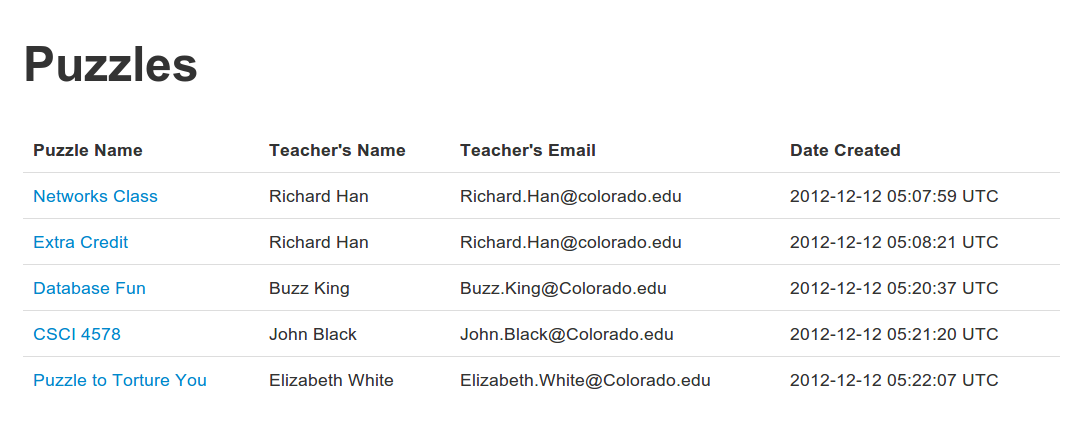 Puzzles
Puzzle Name Teacher's Name Teacher's Email Date Created
Networks Class Richard Han Richard.Han@colorado.edu 2012-12-12 05:07:59 UTC
Extra Credit Richard Han Richard.Han@colorado.edu 2012-12-12 05:08:21 UTC
Database Fun Buzz King Buzz.King@Colorado.edu 2012-12-12 05:20:37 UTC
CSCI 4578 John Black John.Black@Colorado.edu 2012-12-12 05:21:20 UTC
Puzzle to Torture You Elizabeth White Elizabeth.White@Colorado.edu 2012-12-12 05:22:07 UTC